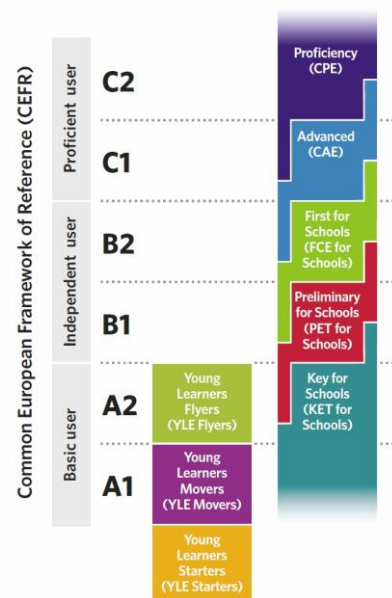 Common European Framework of Reference (CEFR)
Proficient user
C2
Proficiency
(CPE)
C1
Advanced
(CAE)
Independent user
B2
First for
Schools
(FCE for
Schools)
B1
Preliminary
for Schools
(PET for
Schools)
Basic user
A2
Young
Learners
Flyers
(YLE Flyers)
Key for
Schools
(KET for
Schools)
A1
Young
Learners
Movers
(YLE Movers)
Young
Learners
Starters
(YLE Starters)